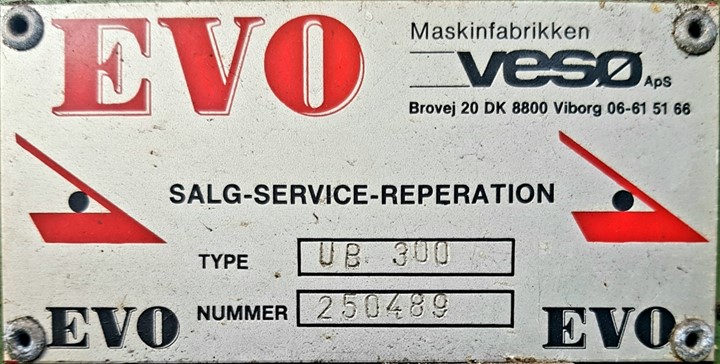 EVO
Maskinfabrikken
vesø ApS
Brovej 20 DK 8800 Viborg 06-61 51 66
SALG-SERVICE-REPERATION
TYPE UB 300
NUMMER 250489
EVO EVO